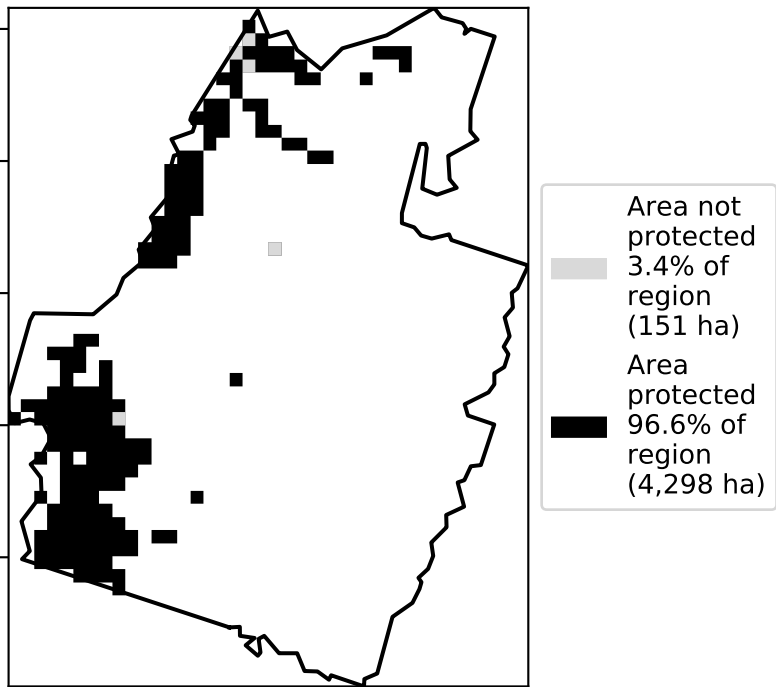 Area not
protected
3.4% of
region
(151 ha)
Area
protected
96.6% of
region
(4,298 ha)